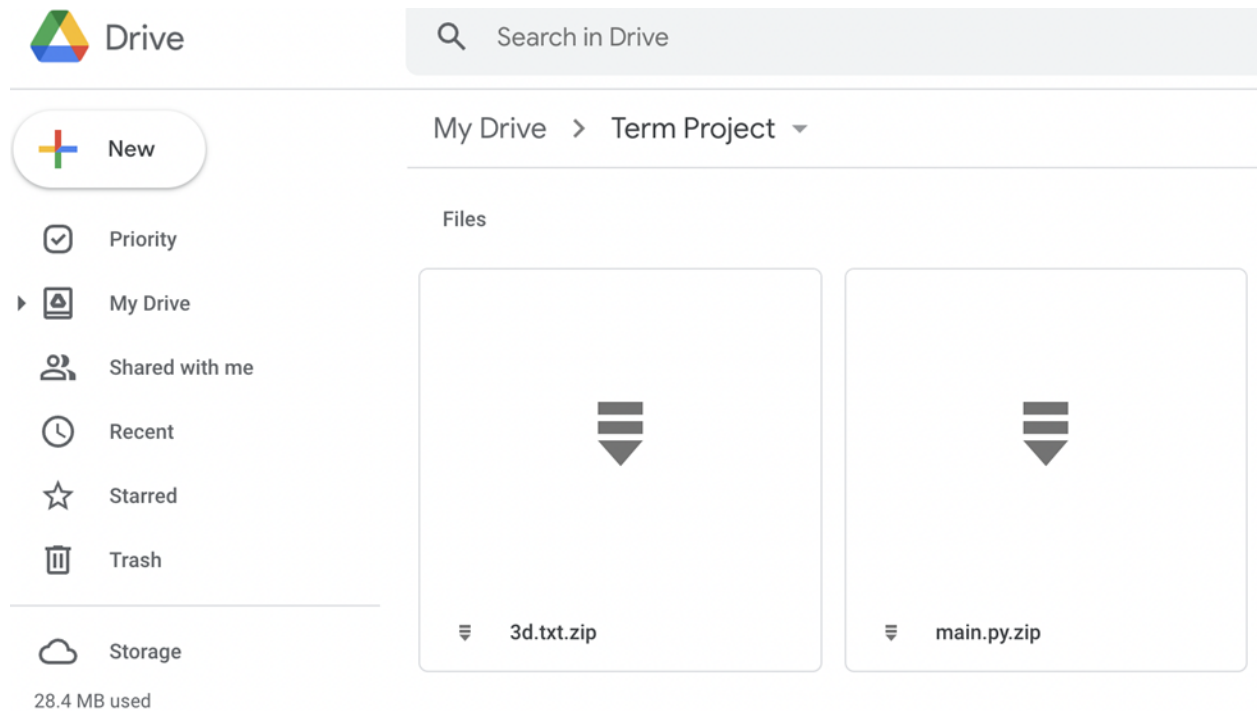 Drive
Search in Drive
New
My Drive > Term Project
Priority
My Drive
Shared with me
Recent
Starred
Trash
Storage
28.4 MB used
Files
3d.txt.zip
main.py.zip